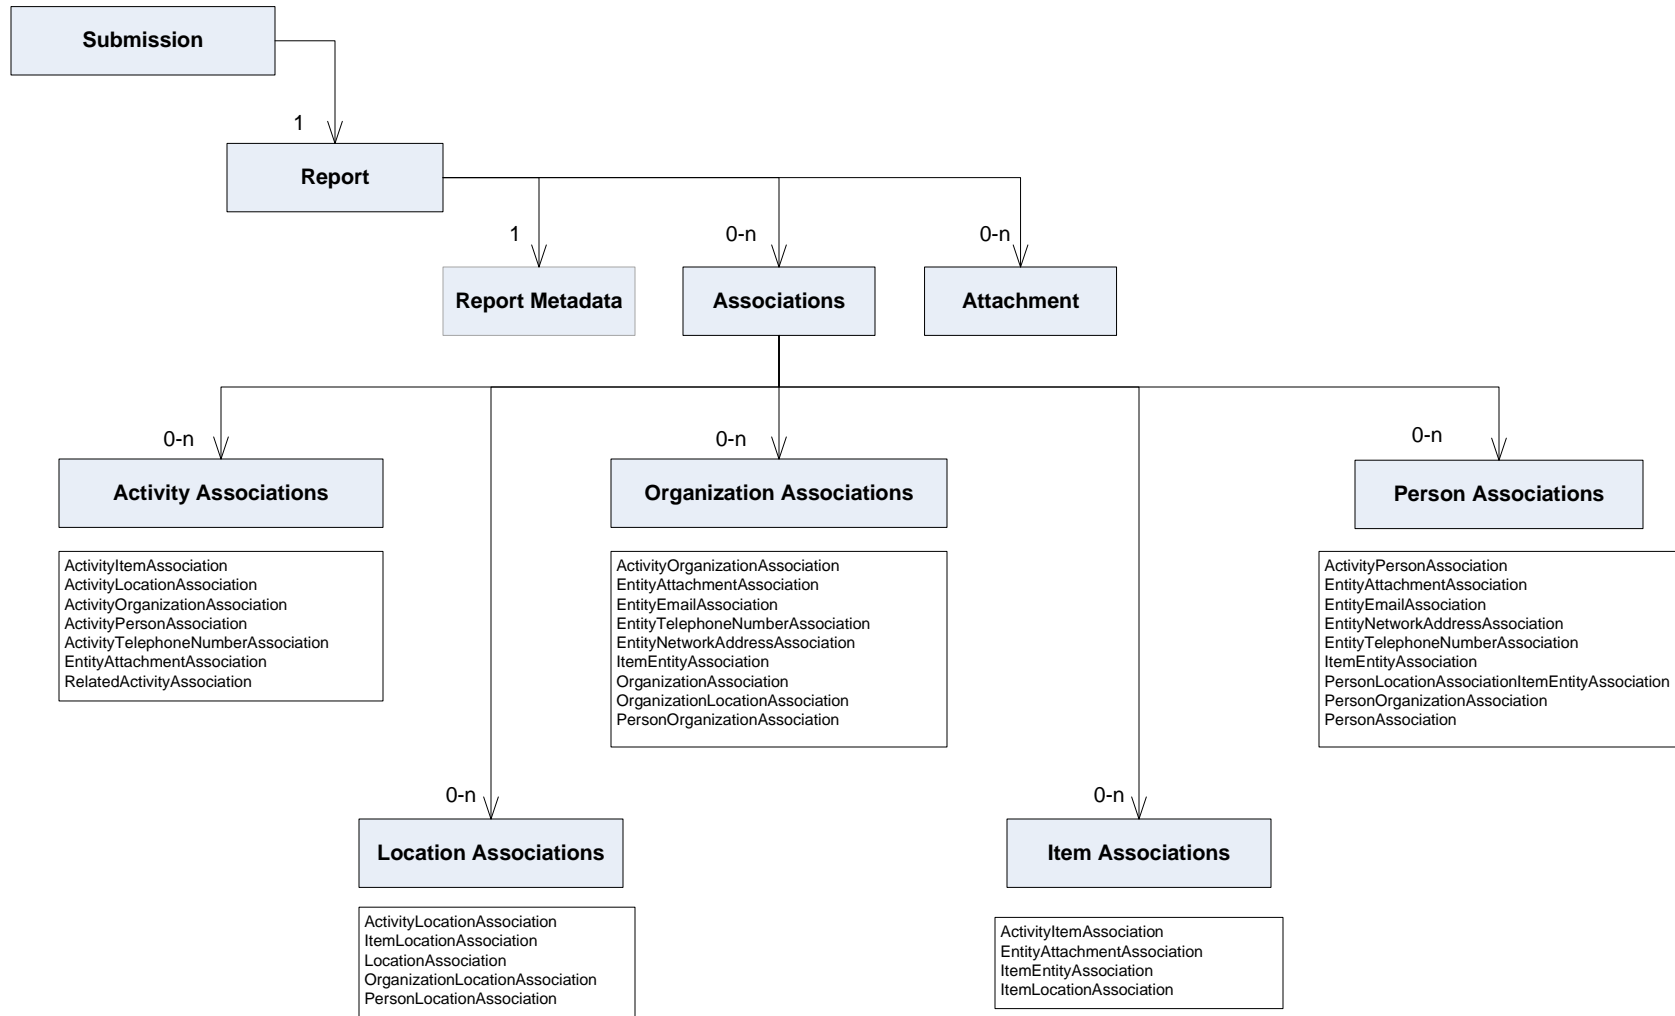 Submission
1
Report
1
0-n
0-n
Report Metadata
Associations
Attachment
0-n
0-n
0-n
Activity Associations
Organization Associations
Person Associations
ActivityItemAssociation
ActivityLocationAssociation
ActivityOrganizationAssociation
ActivityPersonAssociation
ActivityTelephoneNumberAssociation
EntityAttachmentAssociation
RelatedActivityAssociation
ActivityOrganizationAssociation
EntityAttachmentAssociation
EntityEmailAssociation
EntityTelephoneNumberAssociation
EntityNetworkAddressAssociation
ItemEntityAssociation
OrganizationAssociation
OrganizationLocationAssociation
PersonOrganizationAssociation
ActivityPersonAssociation
EntityAttachmentAssociation
EntityEmailAssociation
EntityNetworkAddressAssociation
EntityTelephoneNumberAssociation
ItemEntityAssociation
PersonLocationAssociationItemEntityAssociation
PersonOrganizationAssociation
PersonAssociation
0-n
0-n
Location Associations
Item Associations
ActivityLocationAssociation
ItemLocationAssociation
LocationAssociation
OrganizationLocationAssociation
PersonLocationAssociation
ActivityItemAssociation
EntityAttachmentAssociation
ItemEntityAssociation
ItemLocationAssociation